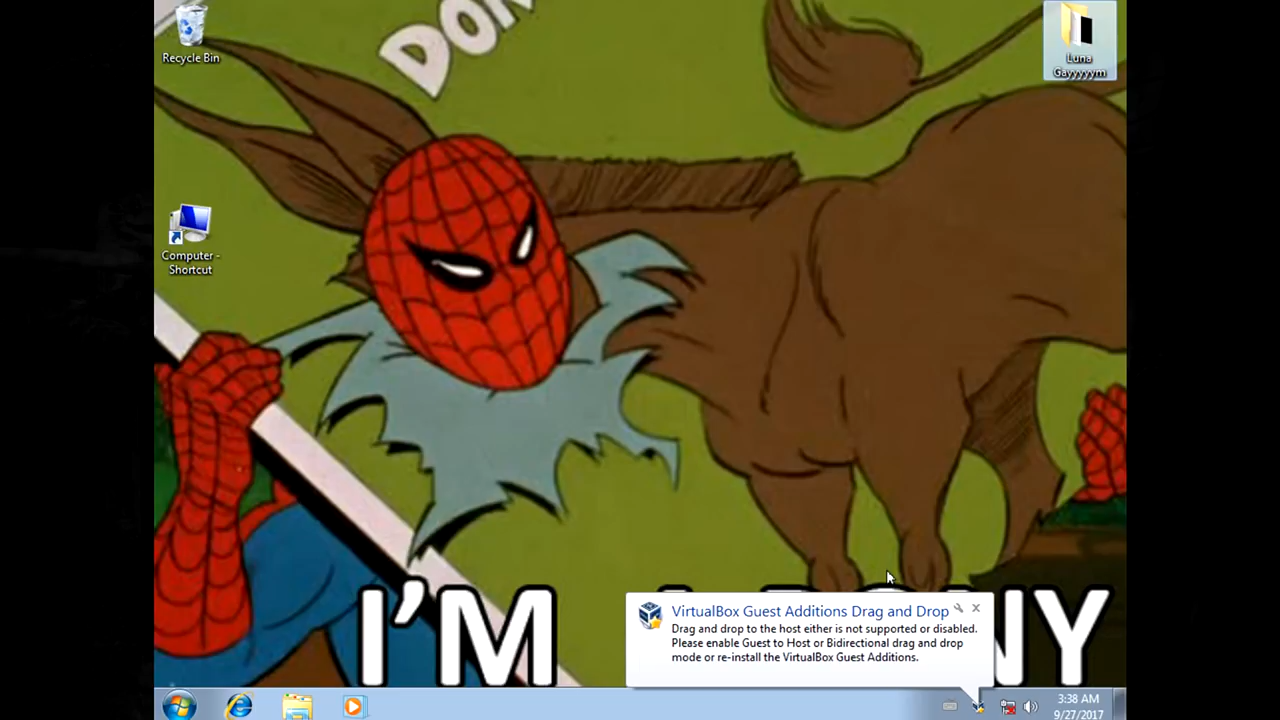 DON
Recycle Bin
Luna
Gayyyyym
Computer -
Shortcut
I'M
NY
VirtualBox Guest Additions Drag and Drop
Drag and drop to the host either is not supported or disabled.
Please enable Guest to Host or Bidirectional drag and drop
mode or re-install the VirtualBox Guest Additions.
3:38 AM
9/27/2017